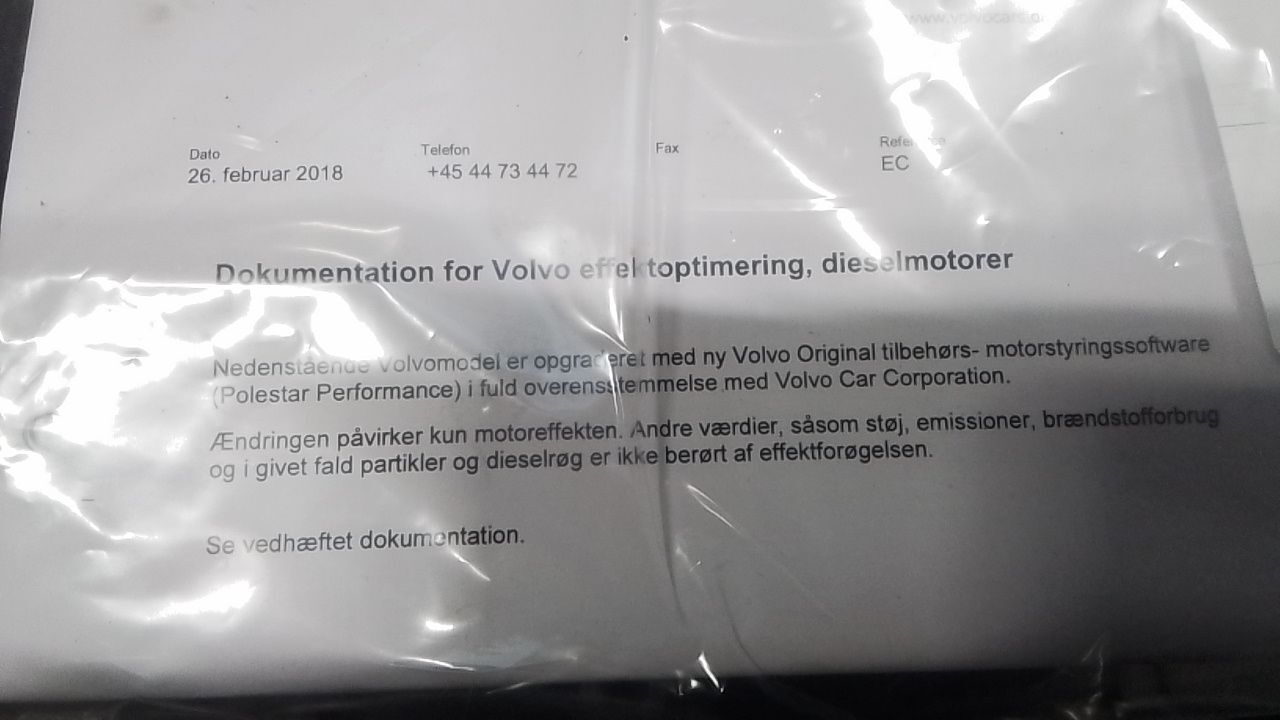 www.volvocars.
Dato Telefon Fax Reference
26. februar 2018 +45 44 73 44 72 EC
Dokumentation for Volvo effektoptimering, dieselmotorer
Nedenstående Volvomodel er opgraderet med ny Volvo Original tilbehørs- motorstyringssoftware
(Polestar Performance) i fuld overensstemmelse med Volvo Car Corporation.
Ændringen påvirker kun motoreffekten. Andre værdier, såsom støj, emissioner, brændstofforbrug
og i givet fald partikler og dieselrøg er ikke berørt af effektforøgelsen.
Se vedhæftet dokumentation.